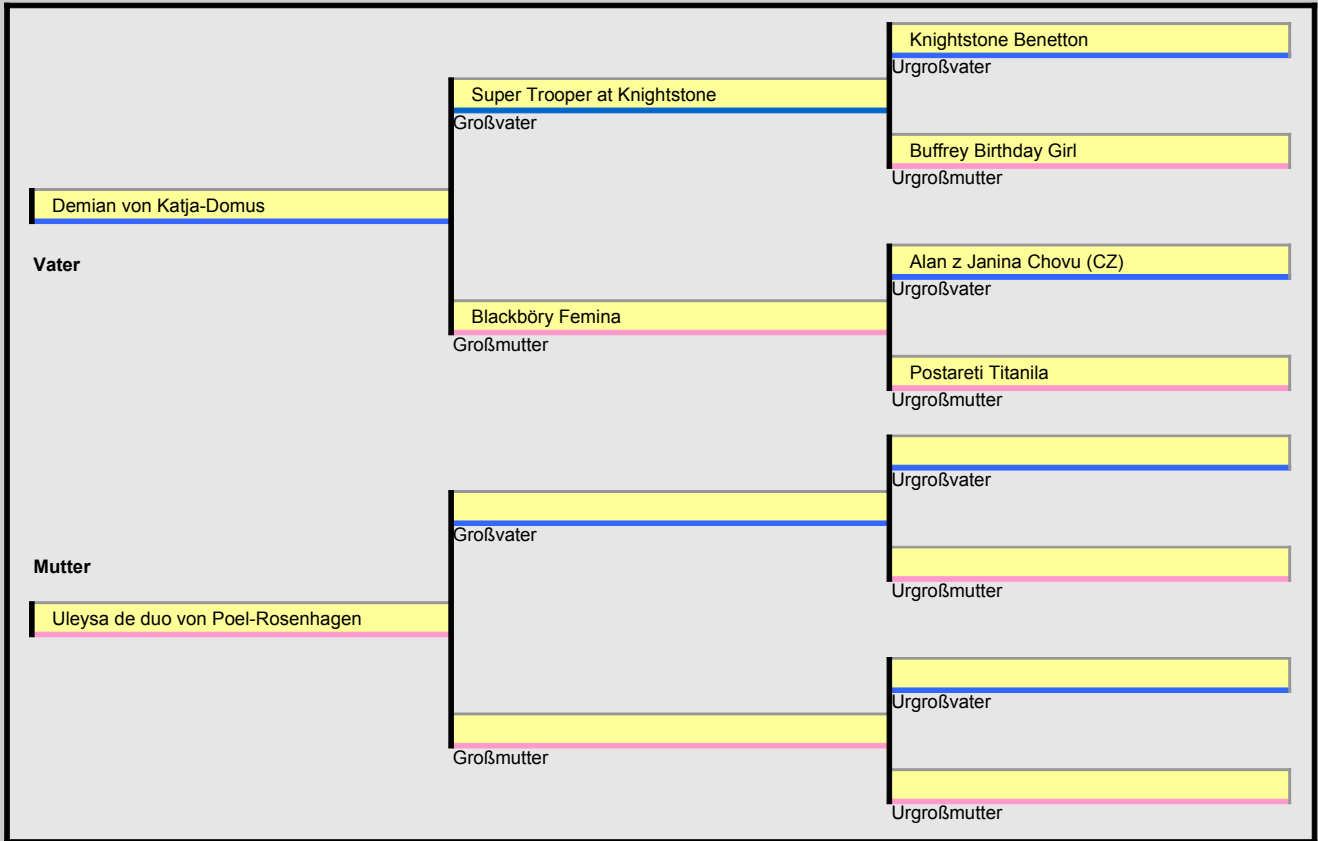 Knightstone Benetton
Urgroßvater
Super Trooper at Knightstone
Großvater
Buffrey Birthday Girl
Urgroßmutter
Demian von Katja-Domus
Vater
Alan z Janina Chovu (CZ)
Urgroßvater
Blackböry Femina
Großmutter
Postareti Titanila
Urgroßmutter
Urgroßvater
Großvater
Mutter
Urgroßmutter
Uleysa de duo von Poel-Rosenhagen
Urgroßvater
Großmutter
Urgroßmutter